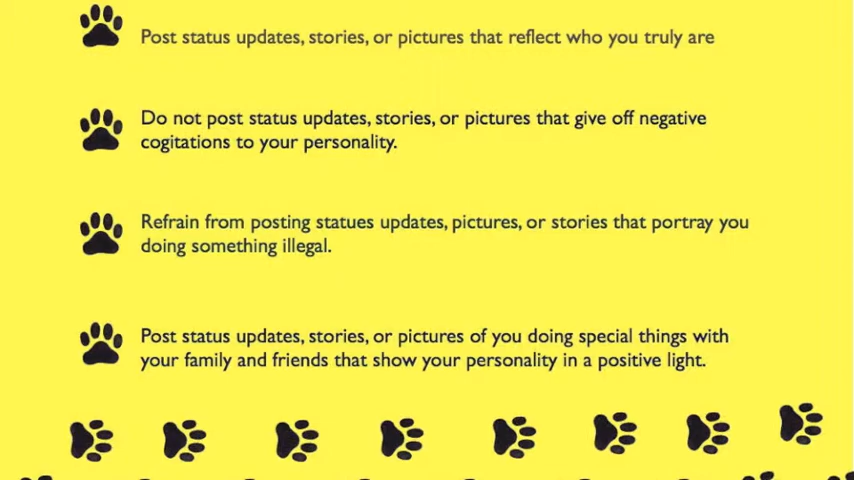 Post status updates, stories, or pictures that reflect who you truly are
Do not post status updates, stories, or pictures that give off negative
cogitations to your personality.
Refrain from posting statues updates, pictures, or stories that portray you
doing something illegal.
Post status updates, stories, or pictures of you doing special things with
your family and friends that show your personality in a positive light.